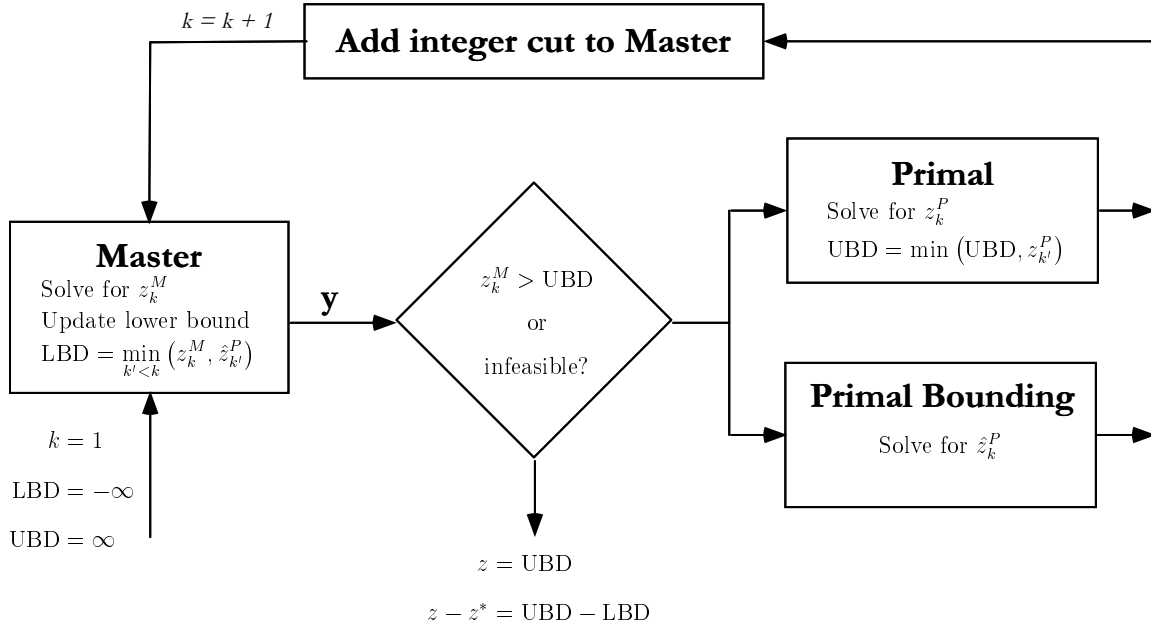 k = k + 1
Add integer cut to Master
Master
Solve for z_k^M
Update lower bound
LBD = min_{k'<k} (z_k^M, ẑ_{k'}^P)
k = 1
LBD = −∞
UBD = ∞
y
z_k^M > UBD
or
infeasible?
z = UBD
z − z* = UBD − LBD
Primal
Solve for z_k^P
UBD = min (UBD, z_{k'}^P)
Primal Bounding
Solve for ẑ_k^P